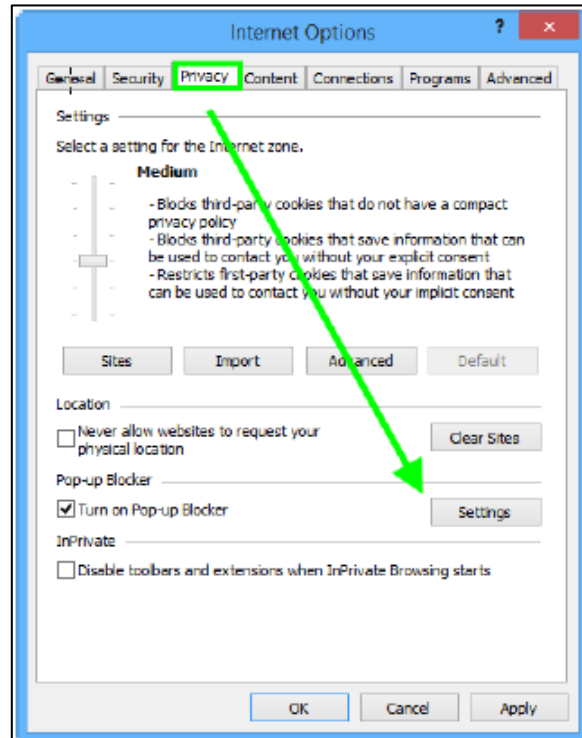 Internet Options
?
×
General Security Privacy Content Connections Programs Advanced
Settings
Select a setting for the Internet zone.
Medium
- Blocks third-party cookies that do not have a compact
privacy policy
- Blocks third-party cookies that save information that can
be used to contact you without your explicit consent
- Restricts first-party cookies that save information that
can be used to contact you without your implicit consent
Sites Import Advanced Default
Location
Never allow websites to request your
physical location
Clear Sites
Pop-up Blocker
Turn on Pop-up Blocker
Settings
InPrivate
Disable toolbars and extensions when InPrivate Browsing starts
OK Cancel Apply